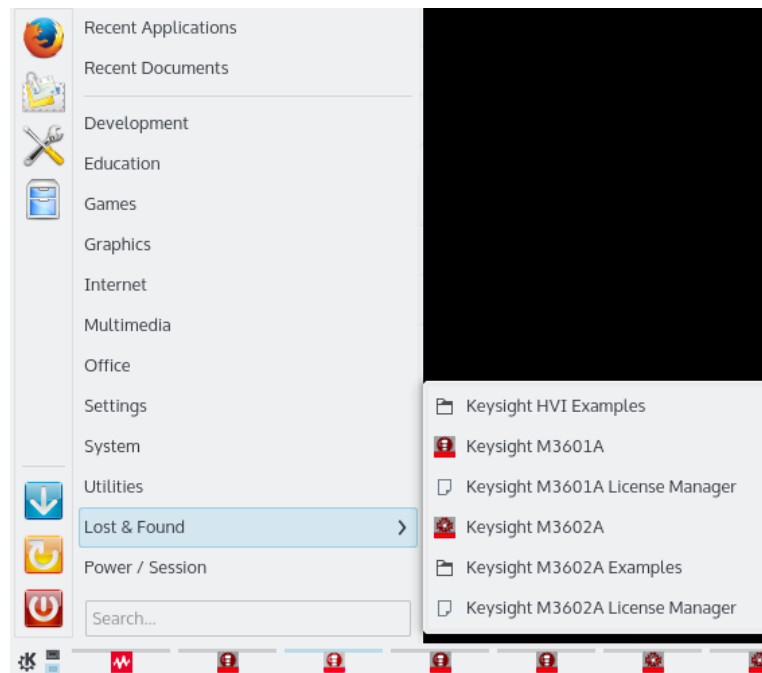 Recent Applications
Recent Documents
Development
Education
Games
Graphics
Internet
Multimedia
Office
Settings
System
Utilities
Lost & Found
Power / Session
Search...
Keysight HVI Examples
Keysight M3601A
Keysight M3601A License Manager
Keysight M3602A
Keysight M3602A Examples
Keysight M3602A License Manager